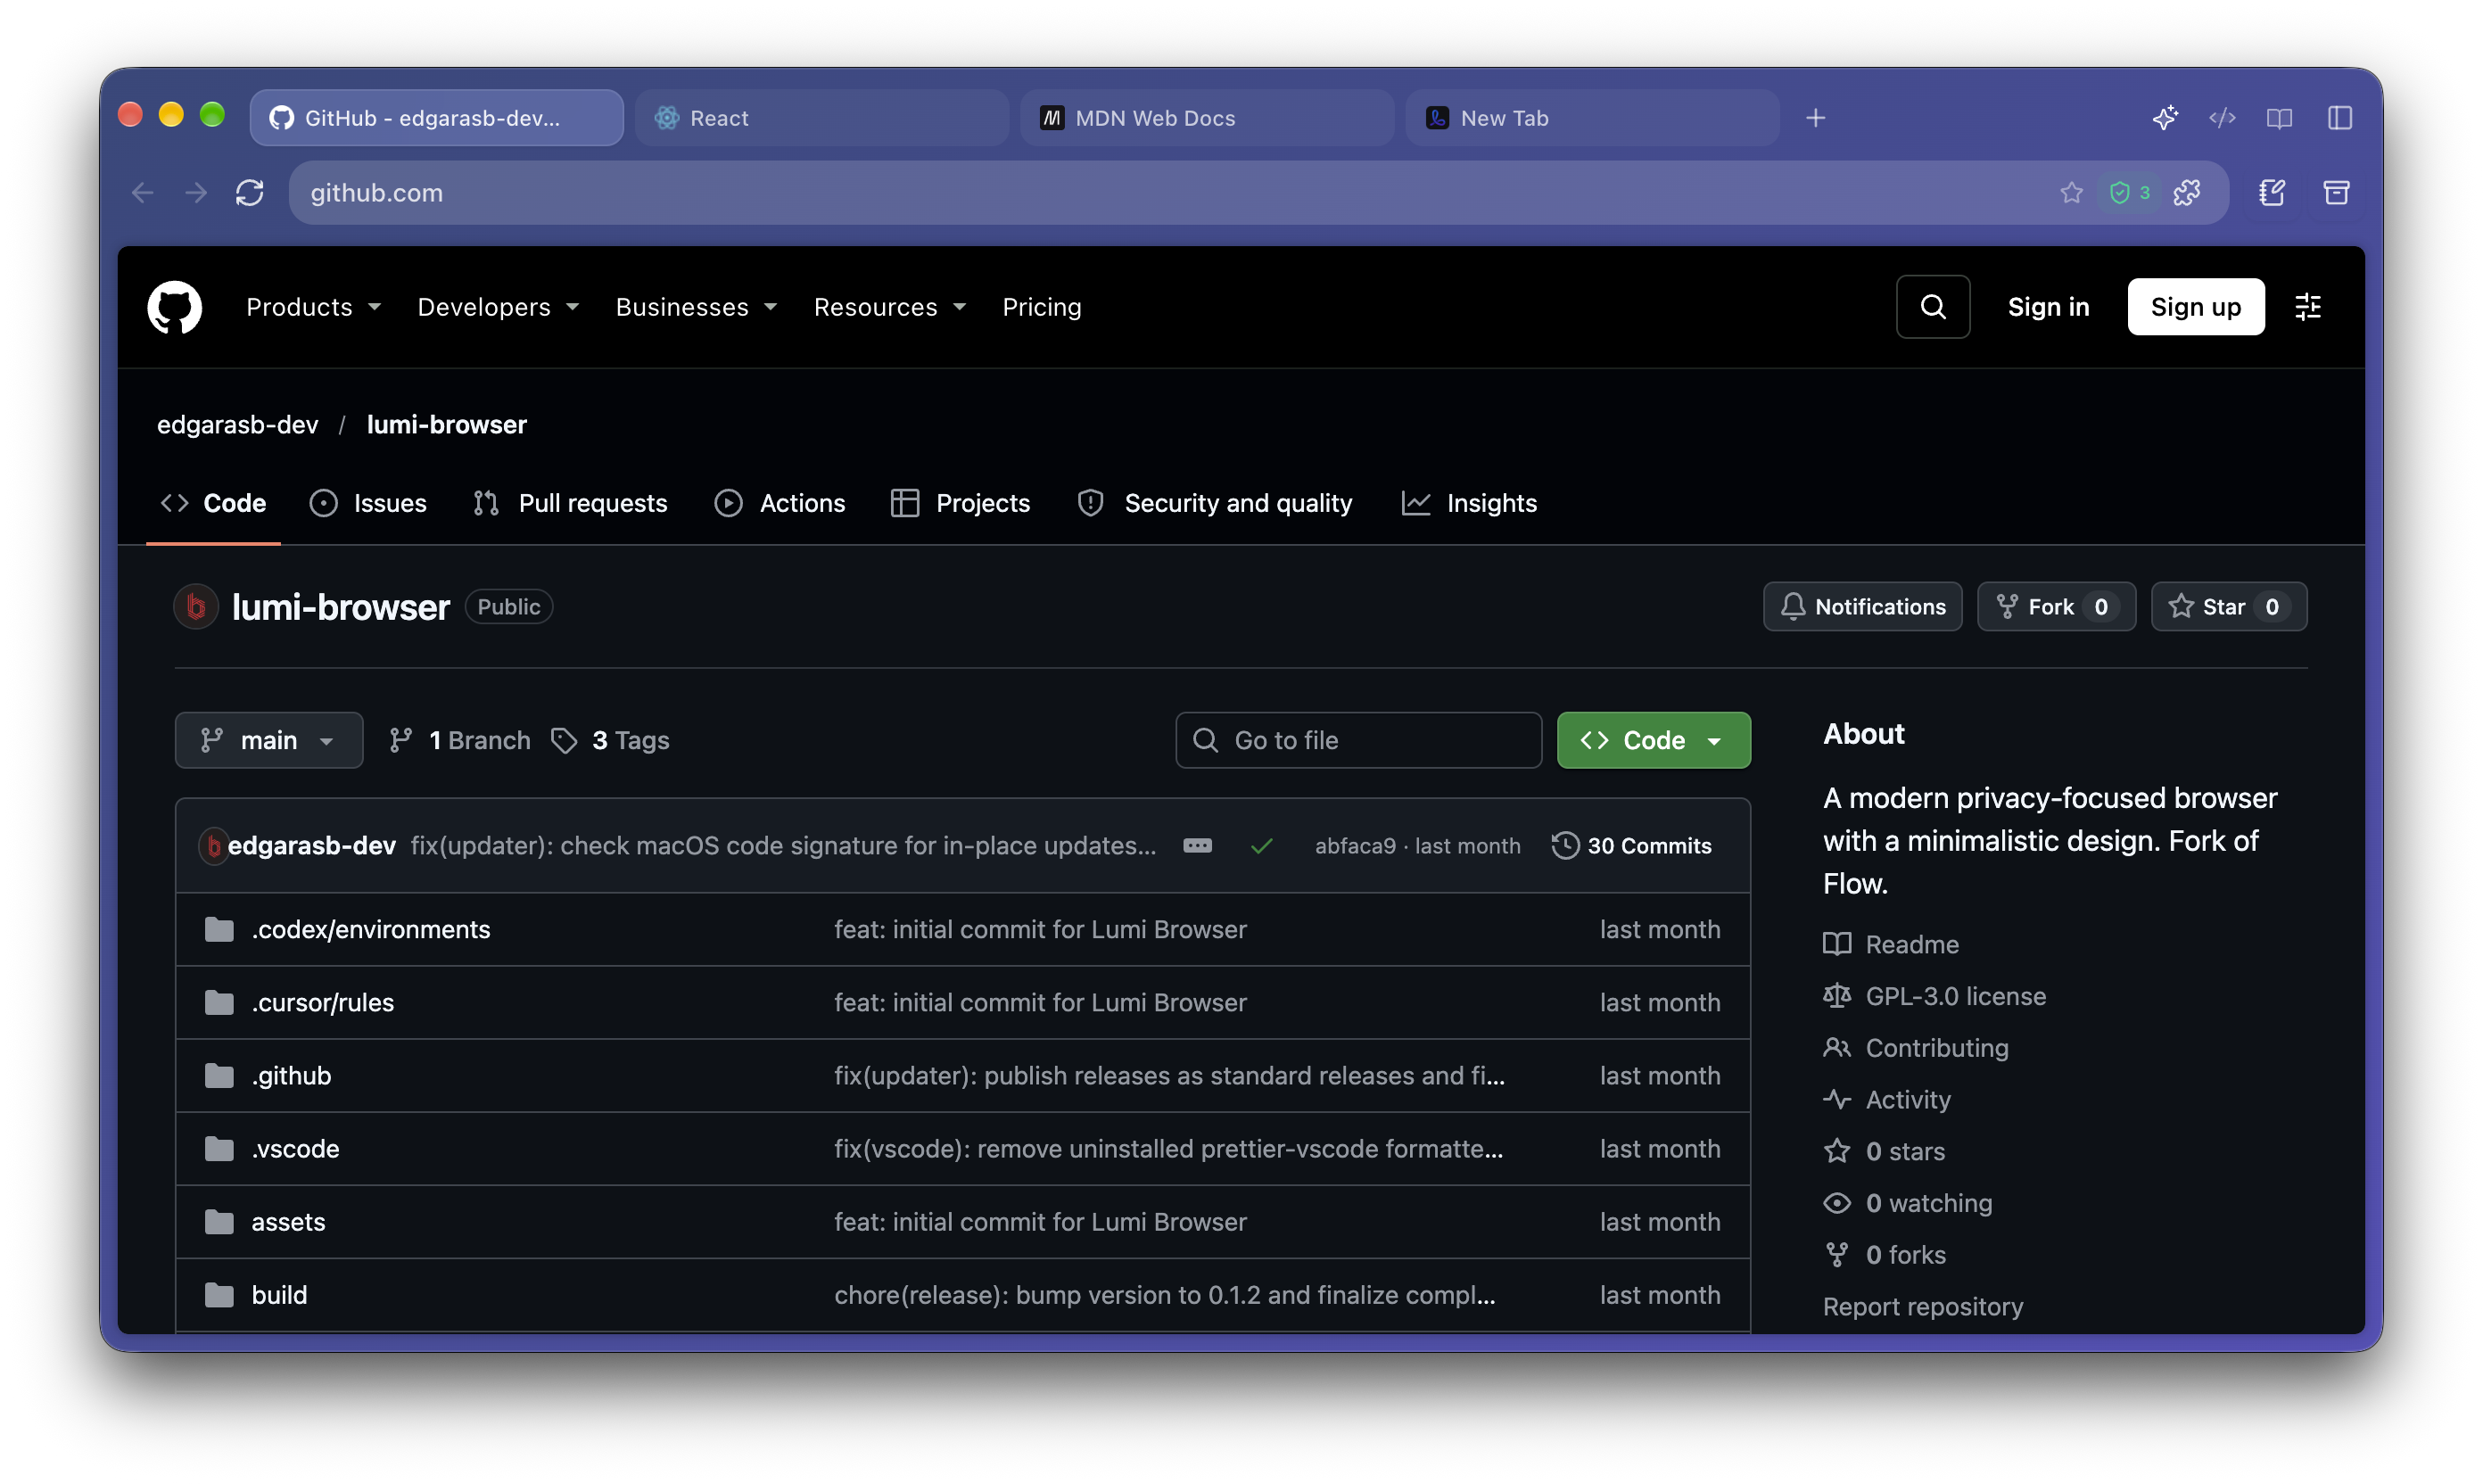 GitHub - edgarasb-dev...
React
MDN Web Docs
New Tab
github.com
3
Products
Developers
Businesses
Resources
Pricing
Sign in
Sign up
edgarasb-dev / lumi-browser
Code
Issues
Pull requests
Actions
Projects
Security and quality
Insights
lumi-browser
Public
Notifications
Fork 0
Star 0
main
1 Branch
3 Tags
Go to file
Code
edgarasb-dev fix(updater): check macOS code signature for in-place updates... abfaca9 · last month 30 Commits
.codex/environments feat: initial commit for Lumi Browser last month
.cursor/rules feat: initial commit for Lumi Browser last month
.github fix(updater): publish releases as standard releases and fi... last month
.vscode fix(vscode): remove uninstalled prettier-vscode formatte... last month
assets feat: initial commit for Lumi Browser last month
build chore(release): bump version to 0.1.2 and finalize compl... last month
About
A modern privacy-focused browser
with a minimalistic design. Fork of
Flow.
Readme
GPL-3.0 license
Contributing
Activity
0 stars
0 watching
0 forks
Report repository